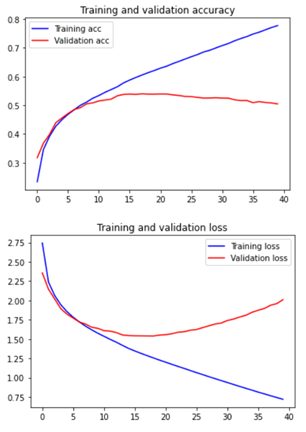 Training and validation accuracy
0.8
0.7
0.6
0.5
0.4
0.3
Training acc
Validation acc
0 5 10 15 20 25 30 35 40
Training and validation loss
2.75
2.50
2.25
2.00
1.75
1.50
1.25
1.00
0.75
Training loss
Validation loss
0 5 10 15 20 25 30 35 40